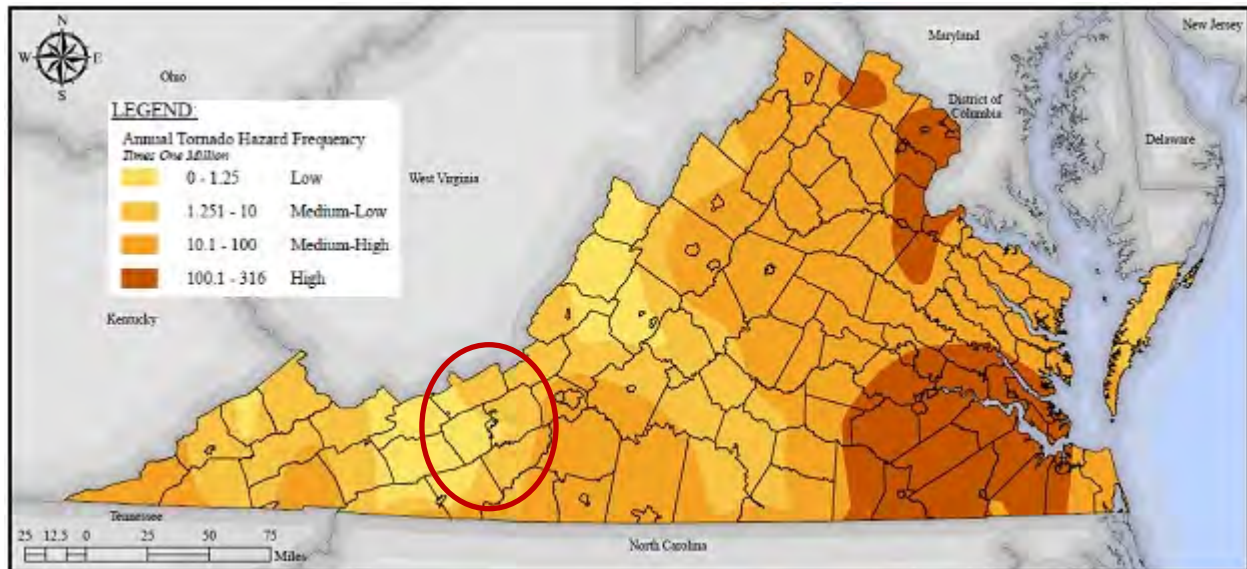 N
W E
S
Ohio
Maryland
New Jersey
District of
Columbia
Delaware
LEGEND:
Annual Tornado Hazard Frequency
Times One Million
0 - 1.25 Low
1.251 - 10 Medium-Low
10.1 - 100 Medium-High
100.1 - 316 High
West Virginia
Kentucky
Tennessee
North Carolina
25 12.5 0 25 50 75
Miles